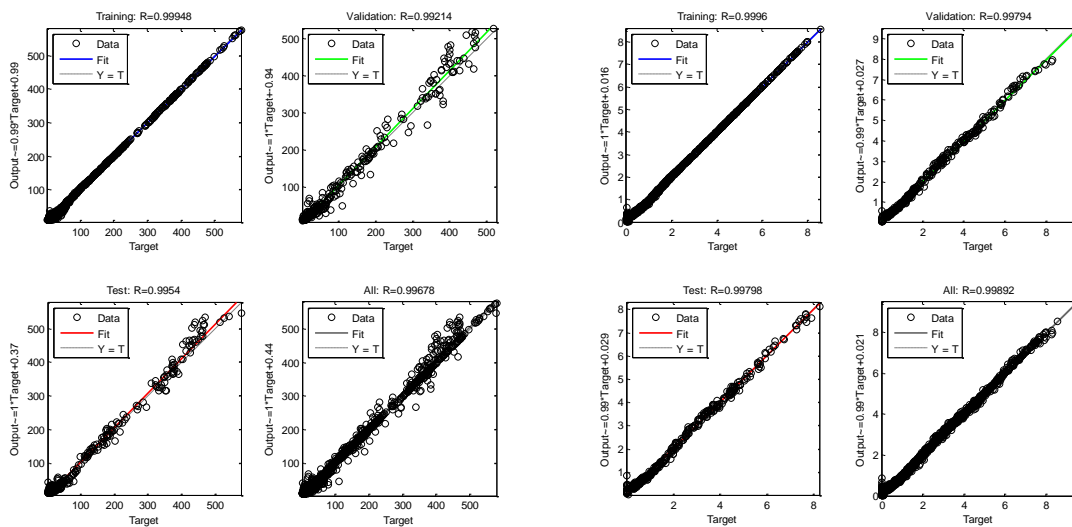 Training: R=0.99948
Output~=0.99*Target+0.99
500
400
300
200
100
Data
Fit
Y = T
100 200 300 400 500
Target
Validation: R=0.99214
Output~=1*Target+-0.94
500
400
300
200
100
Data
Fit
Y = T
100 200 300 400 500
Target
Training: R=0.9996
Output~=1*Target+0.016
8
7
6
5
4
3
2
1
Data
Fit
Y = T
0 2 4 6 8
Target
Validation: R=0.99794
Output~=0.99*Target+0.027
9
8
7
6
5
4
3
2
1
Data
Fit
Y = T
0 2 4 6 8
Target
Test: R=0.9954
Output~=1*Target+0.37
500
400
300
200
100
Data
Fit
Y = T
100 200 300 400 500
Target
All: R=0.99678
Output~=1*Target+0.44
500
400
300
200
100
Data
Fit
Y = T
100 200 300 400 500
Target
Test: R=0.99798
Output~=0.99*Target+0.029
8
7
6
5
4
3
2
1
Data
Fit
Y = T
0 2 4 6 8
Target
All: R=0.99892
Output~=0.99*Target+0.021
8
6
4
2
0
Data
Fit
Y = T
0 2 4 6 8
Target